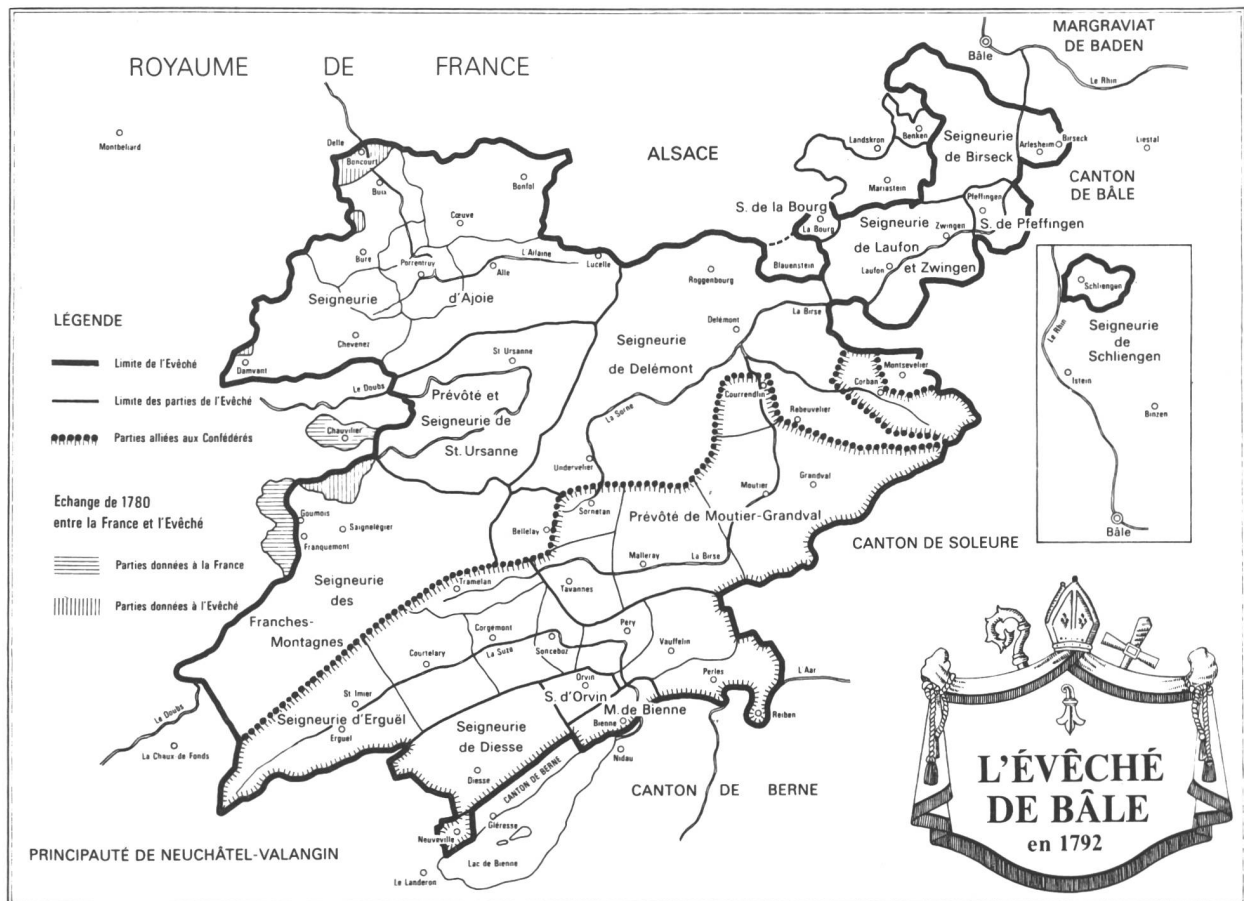 ROYAUME DE FRANCE
MARGRAVIAT
DE BADEN
Bâle
Le Rhin
Montbéliard
Delle
Boncourt
Buix
Bonfol
Cœuve
Bure
Porrentruy
Alle
L'Allaine
Lucelle
Seigneurie d'Ajoie
Chevenez
Damvant
ALSACE
Landskron
Benken
Mariastein
Seigneurie
de Birseck
Arlesheim
Birseck
Liestal
CANTON
DE BÂLE
S. de la Bourg
La Bourg
Blauenstein
Seigneurie
de Laufon
et Zwingen
Zwingen
Laufon
Pfeffingen
S. de Pfeffingen
Roggenbourg
Delémont
La Birse
Seigneurie
de Delémont
St Ursanne
Le Doubs
Prévôté et
Seigneurie de
St. Ursanne
Chauvilier
La Sorne
Undervelier
Courrendlin
Rebeuvelier
Corban
Montsevelier
Grandval
Moutier
Prévôté de Moutier-Grandval
Sornetan
Bellelay
Malleray
La Birse
CANTON DE SOLEURE
Goumois
Saignelégier
Franquemont
Seigneurie
des
Franches-
Montagnes
Tramelan
Tavannes
Corgémont
Courtelary
La Suze
Sonceboz
Pery
Vauffelin
Orvin
S. d'Orvin
Perles
M. de Bienne
Bienne
Nidau
Reiben
L'Aar
St Imier
Seigneurie d'Erguël
Erguel
Seigneurie
de Diesse
Diesse
CANTON DE BERNE
CANTON DE BERNE
Neuveville
Gléresse
Lac de Bienne
Le Landeron
Le Doubs
La Chaux de Fonds
PRINCIPAUTÉ DE NEUCHÂTEL-VALANGIN
LÉGENDE
Limite de l'Evêché
Limite des parties de l'Evêché
Parties alliées aux Confédérés
Echange de 1780
entre la France et l'Evêché
Parties données à la France
Parties données à l'Evêché
Schliengen
Le Rhin
Seigneurie
de
Schliengen
Istein
Binzen
Bâle
L'ÉVÊCHÉ
DE BÂLE
en 1792